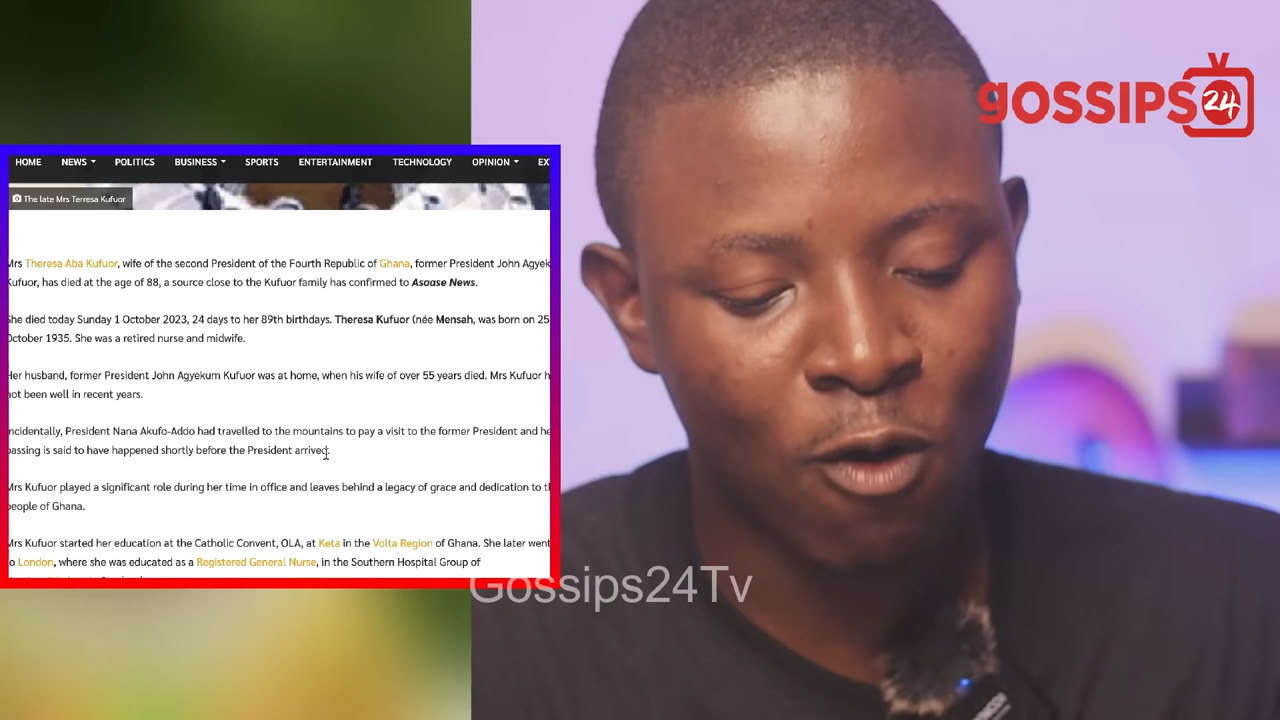 gOSSIPS 24
HOME NEWS POLITICS BUSINESS SPORTS ENTERTAINMENT TECHNOLOGY OPINION
The late Mrs Terresa Kufuor
Mrs Theresa Aba Kufuor, wife of the second President of the Fourth Republic of Ghana, former President John Agyek
Kufuor, has died at the age of 88, a source close to the Kufuor family has confirmed to Asaase News.
She died today Sunday 1 October 2023, 24 days to her 89th birthdays. Theresa Kufuor (née Mensah, was born on 25
October 1935. She was a retired nurse and midwife.
Her husband, former President John Agyekum Kufuor was at home, when his wife of over 55 years died. Mrs Kufuor h
not been well in recent years.
Incidentally, President Nana Akufo-Addo had travelled to the mountains to pay a visit to the former President and he
passing is said to have happened shortly before the President arrived.
Mrs Kufuor played a significant role during her time in office and leaves behind a legacy of grace and dedication to th
people of Ghana.
Mrs Kufuor started her education at the Catholic Convent, OLA, at Keta in the Volta Region of Ghana. She later went
to London, where she was educated as a Registered General Nurse, in the Southern Hospital Group of
Gossips24Tv